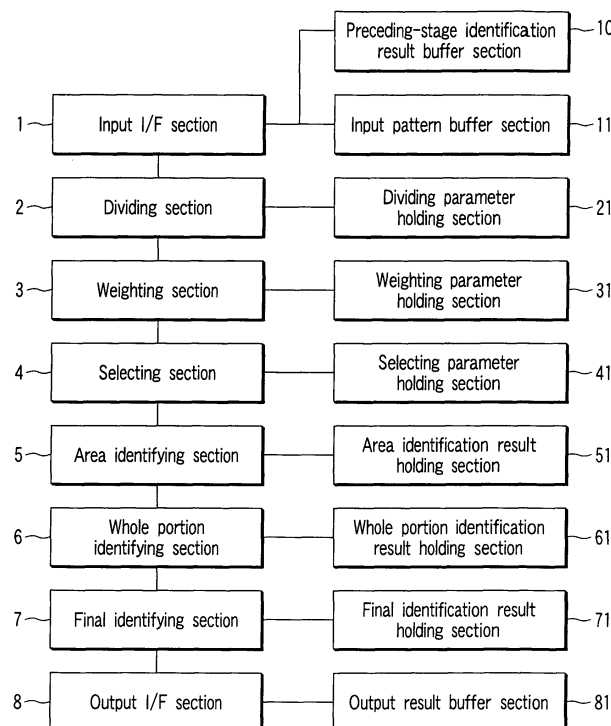 Preceding-stage identification
result buffer section
10
1
Input I/F section
Input pattern buffer section
11
2
Dividing section
Dividing parameter
holding section
21
3
Weighting section
Weighting parameter
holding section
31
4
Selecting section
Selecting parameter
holding section
41
5
Area identifying section
Area identification result
holding section
51
6
Whole portion
identifying section
Whole portion identification
result holding section
61
7
Final identifying section
Final identification result
holding section
71
8
Output I/F section
Output result buffer section
81